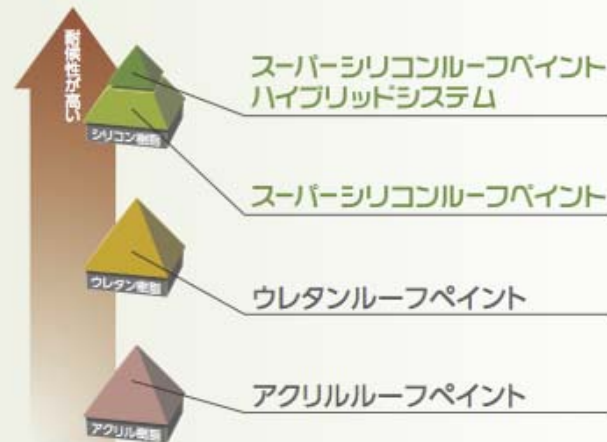 耐候性が高い
スーパーシリコンルーフペイント
ハイブリッドシステム
シリコン樹脂
スーパーシリコンルーフペイント
ウレタン樹脂
ウレタンルーフペイント
アクリル樹脂
アクリルルーフペイント